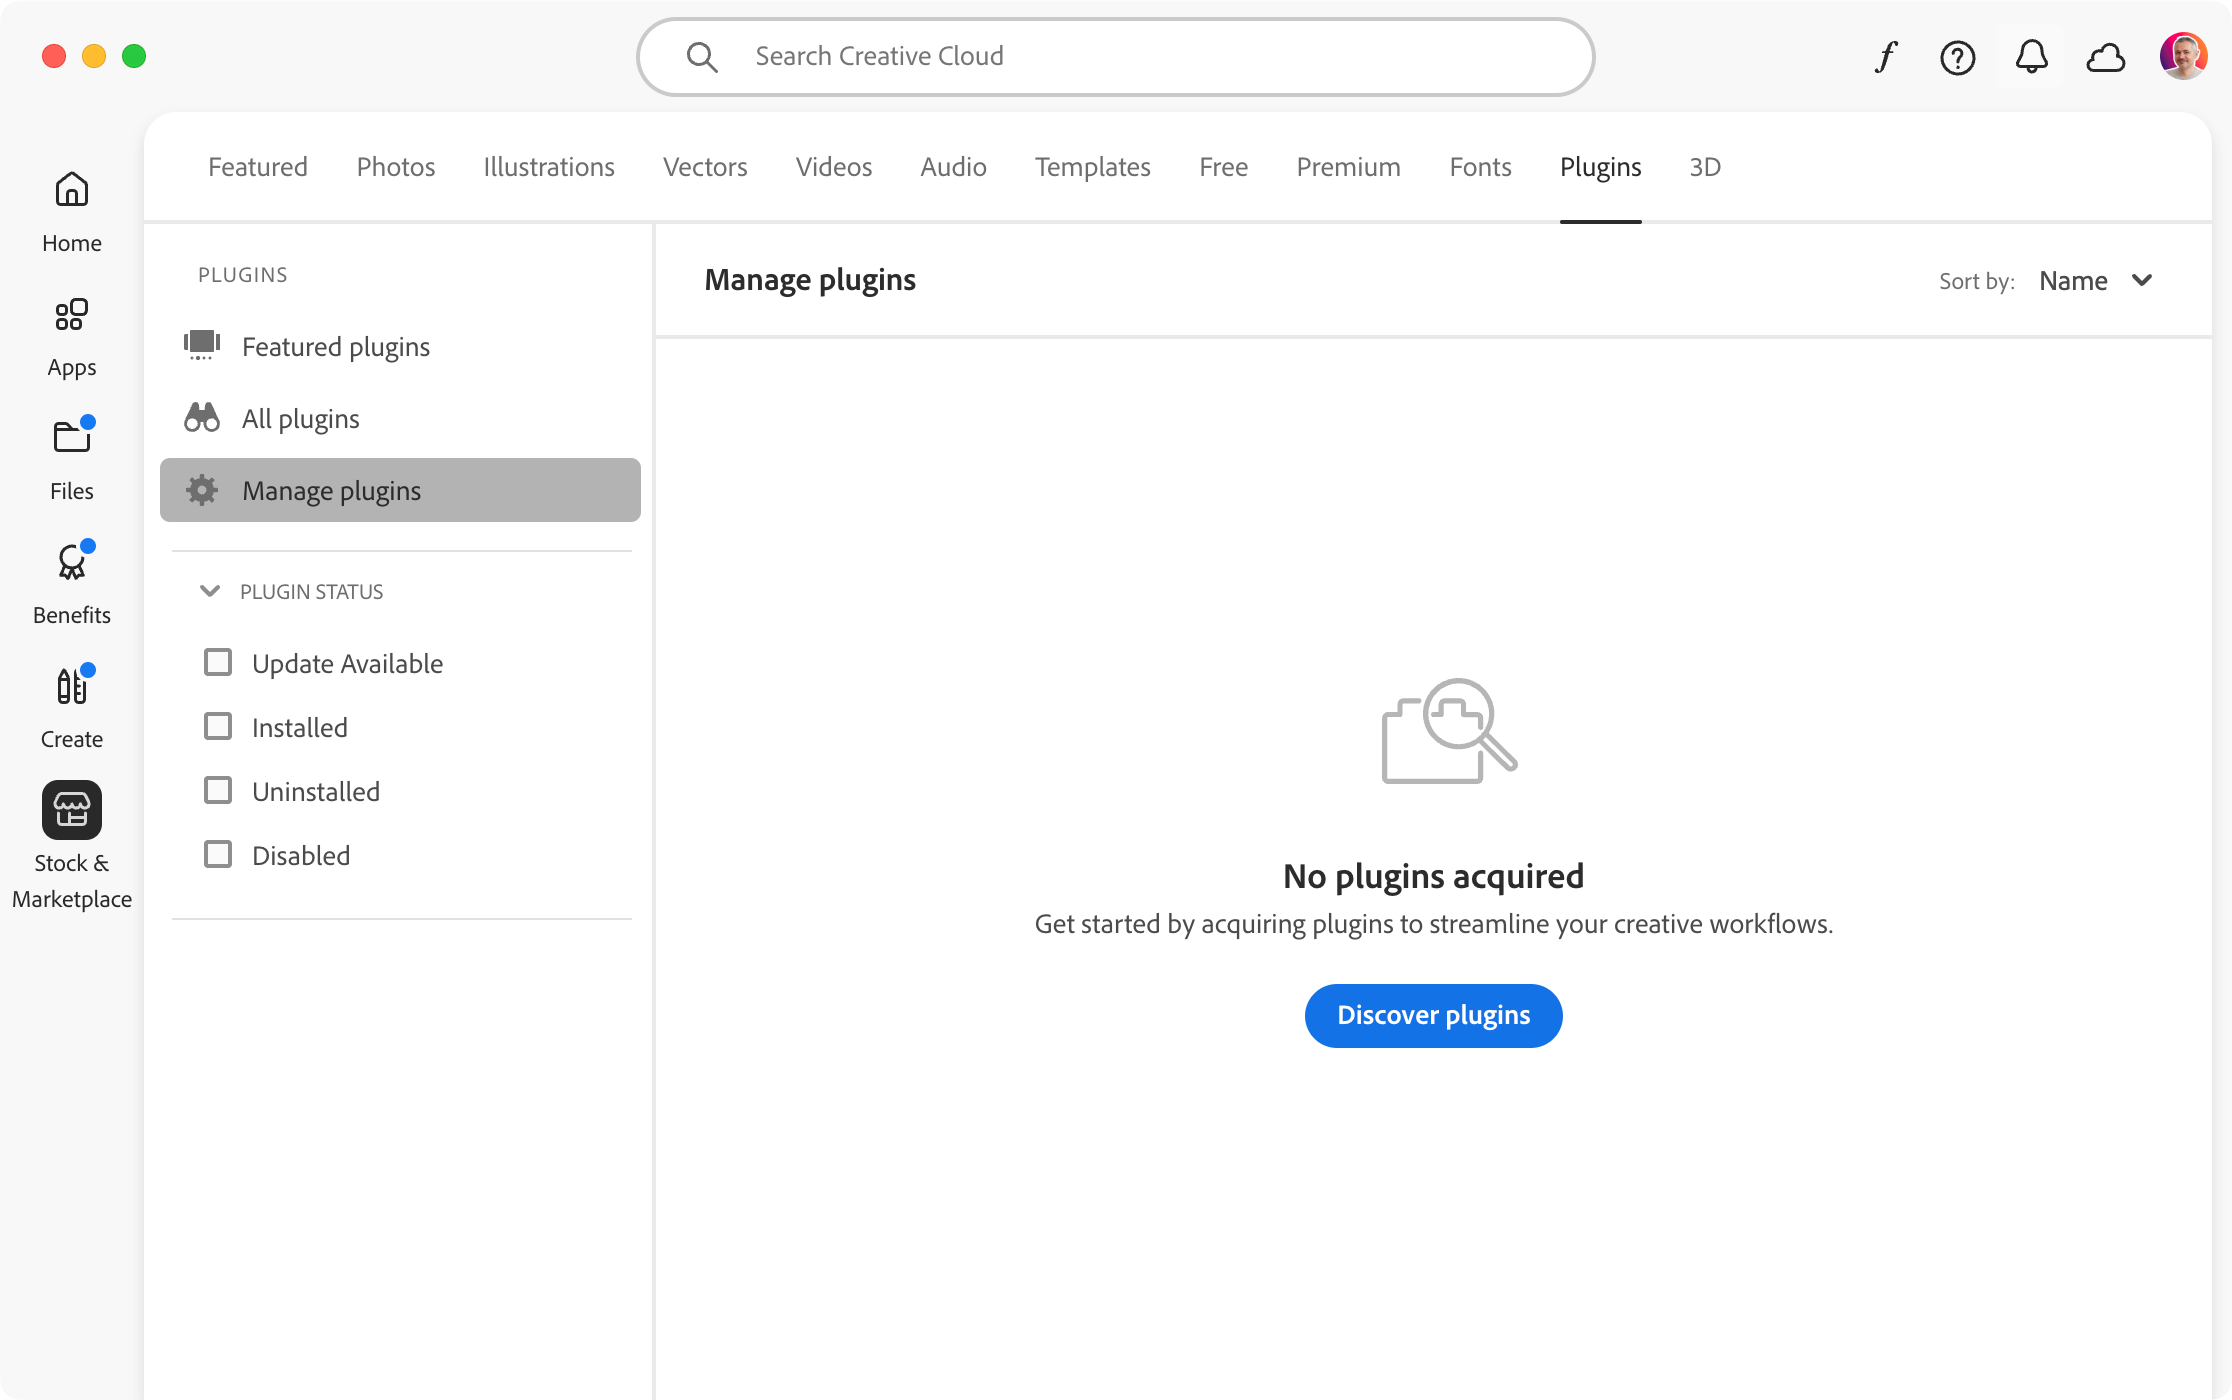 Search Creative Cloud
Home
Apps
Files
Benefits
Create
Stock &
Marketplace
Featured Photos Illustrations Vectors Videos Audio Templates Free Premium Fonts Plugins 3D
PLUGINS
Featured plugins
All plugins
Manage plugins
PLUGIN STATUS
Update Available
Installed
Uninstalled
Disabled
Manage plugins
Sort by: Name
No plugins acquired
Get started by acquiring plugins to streamline your creative workflows.
Discover plugins